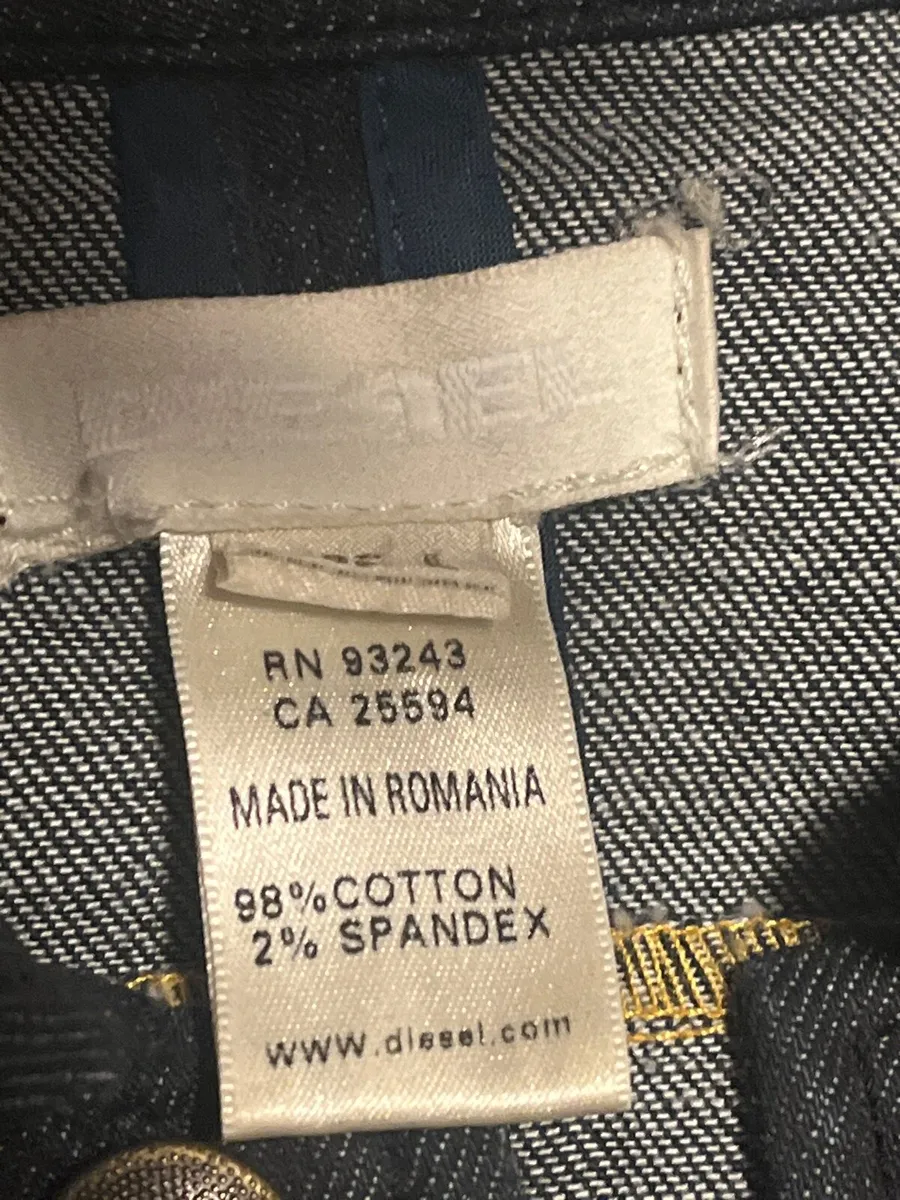 RN 93243
CA 25594
MADE IN ROMANIA
98% COTTON
2% SPANDEX
www.diesel.com